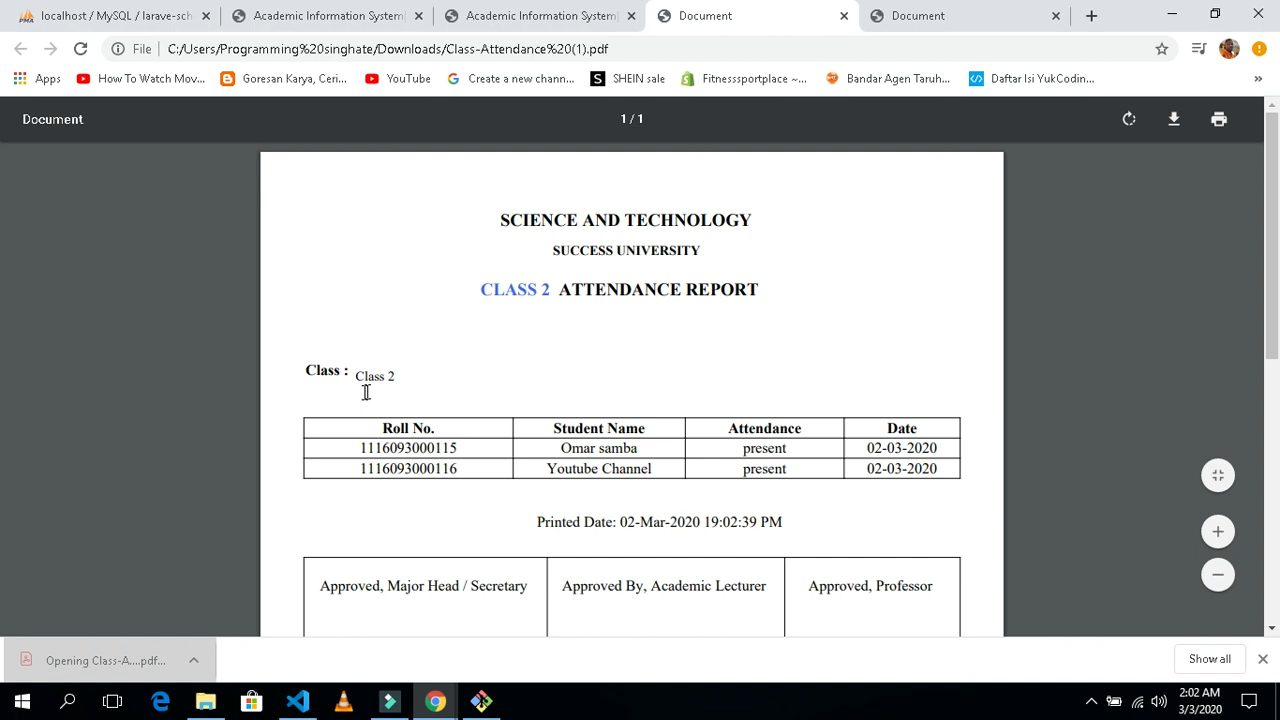 localhost / MySQL / larave-sch
Academic Information System
Academic Information System
Document
Document
File
C:/Users/Programming%20singhate/Downloads/Class-Attendance%20(1).pdf
Apps
How To Watch Mov...
Goresan Karya, Ceri...
YouTube
Create a new chann...
SHEIN sale
Fitnesssportplace ~...
Bandar Agen Taruh...
Daftar Isi YukCodin...
»
Document
1 / 1
SCIENCE AND TECHNOLOGY
SUCCESS UNIVERSITY
CLASS 2 ATTENDANCE REPORT
Class : Class 2
Roll No. Student Name Attendance Date
1116093000115 Omar samba present 02-03-2020
1116093000116 Youtube Channel present 02-03-2020
Printed Date: 02-Mar-2020 19:02:39 PM
Approved, Major Head / Secretary
Approved By, Academic Lecturer
Approved, Professor
Opening Class-A....pdf...
Show all
2:02 AM
3/3/2020